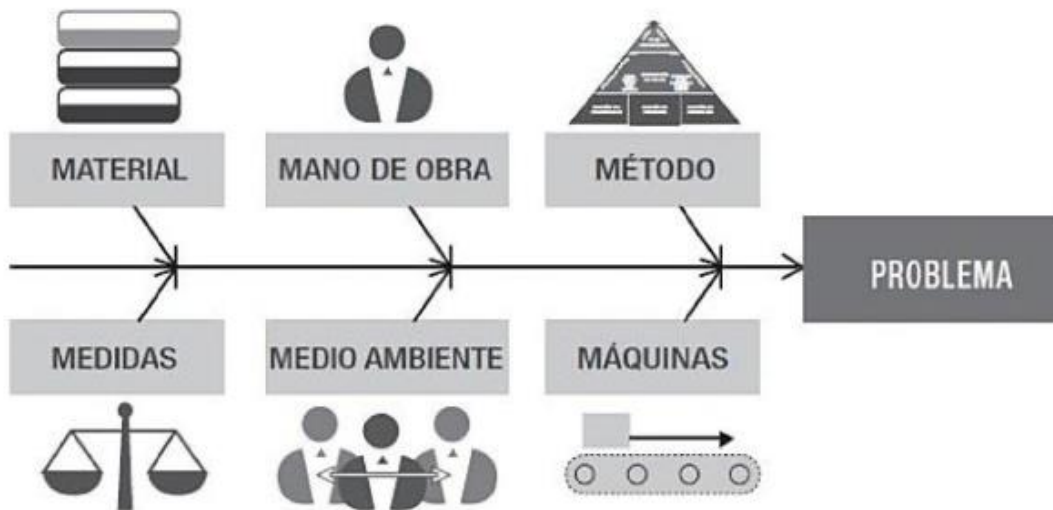 MATERIAL
MANO DE OBRA
MÉTODO
PROBLEMA
MEDIDAS
MEDIO AMBIENTE
MÁQUINAS